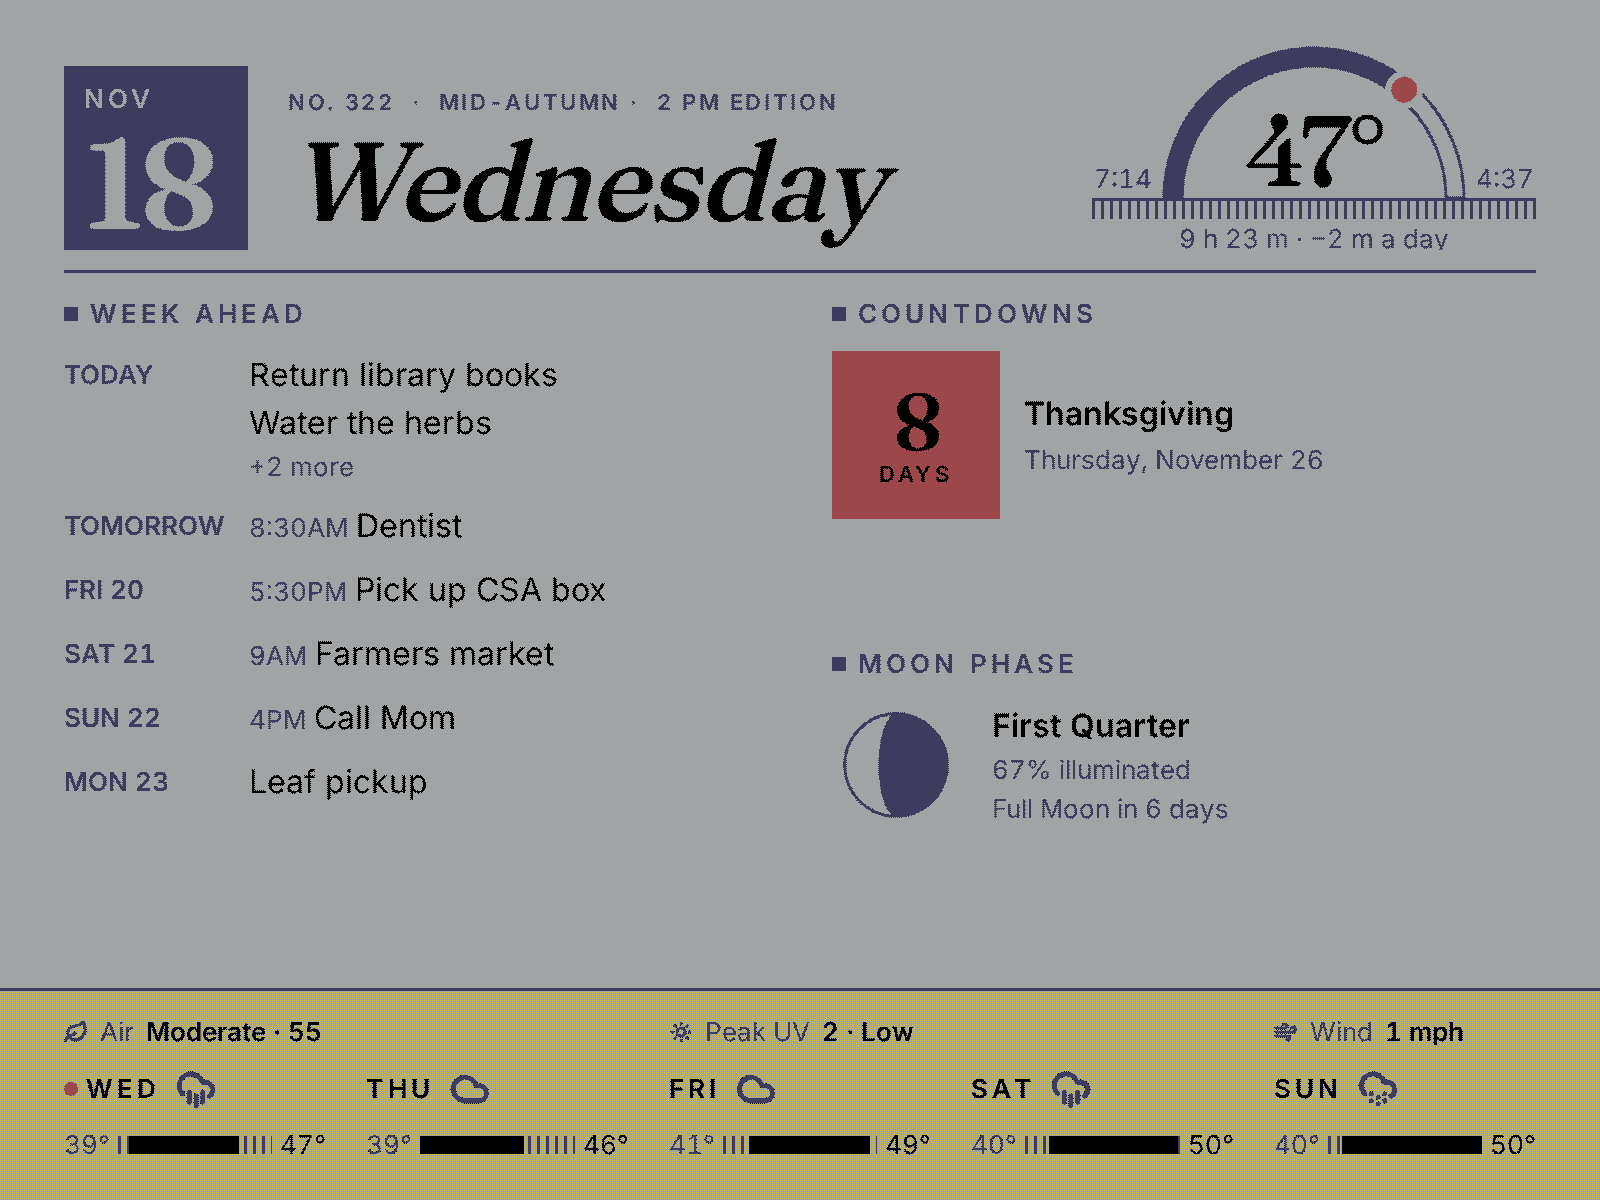 NOV
18
NO. 322 · MID-AUTUMN · 2 PM EDITION
Wednesday
47°
7:14
4:37
9 h 23 m · −2 m a day
WEEK AHEAD
TODAY Return library books
Water the herbs
+2 more
TOMORROW 8:30AM Dentist
FRI 20 5:30PM Pick up CSA box
SAT 21 9AM Farmers market
SUN 22 4PM Call Mom
MON 23 Leaf pickup
COUNTDOWNS
8
DAYS
Thanksgiving
Thursday, November 26
MOON PHASE
First Quarter
67% illuminated
Full Moon in 6 days
Air Moderate · 55
Peak UV 2 · Low
Wind 1 mph
WED
39° 47°
THU
39° 46°
FRI
41° 49°
SAT
40° 50°
SUN
40° 50°